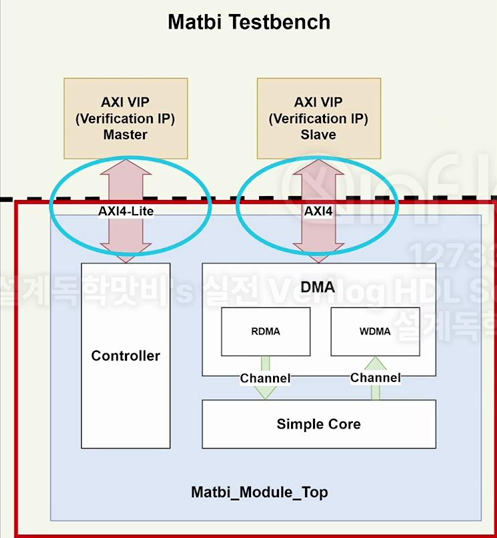 Matbi Testbench
AXI VIP
(Verification IP)
Master
AXI VIP
(Verification IP)
Slave
AXI4-Lite
AXI4
infl
12739
설계독학맛비's 실전 Verilog HDL S
설계독학
DMA
RDMA
WDMA
Controller
Channel
Channel
Simple Core
Matbi_Module_Top